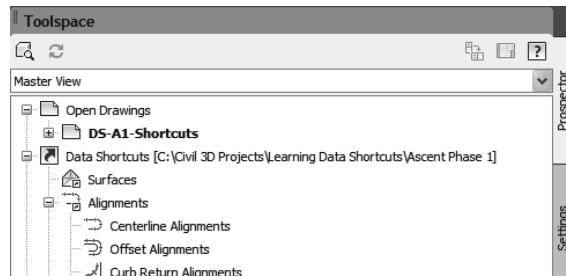 Toolspace
?
Master View
Open Drawings
DS-A1-Shortcuts
Data Shortcuts [C:\Civil 3D Projects\Learning Data Shortcuts\Ascent Phase 1]
Surfaces
Alignments
Centerline Alignments
Offset Alignments
Curb Return Alignments
Prospector
Settings